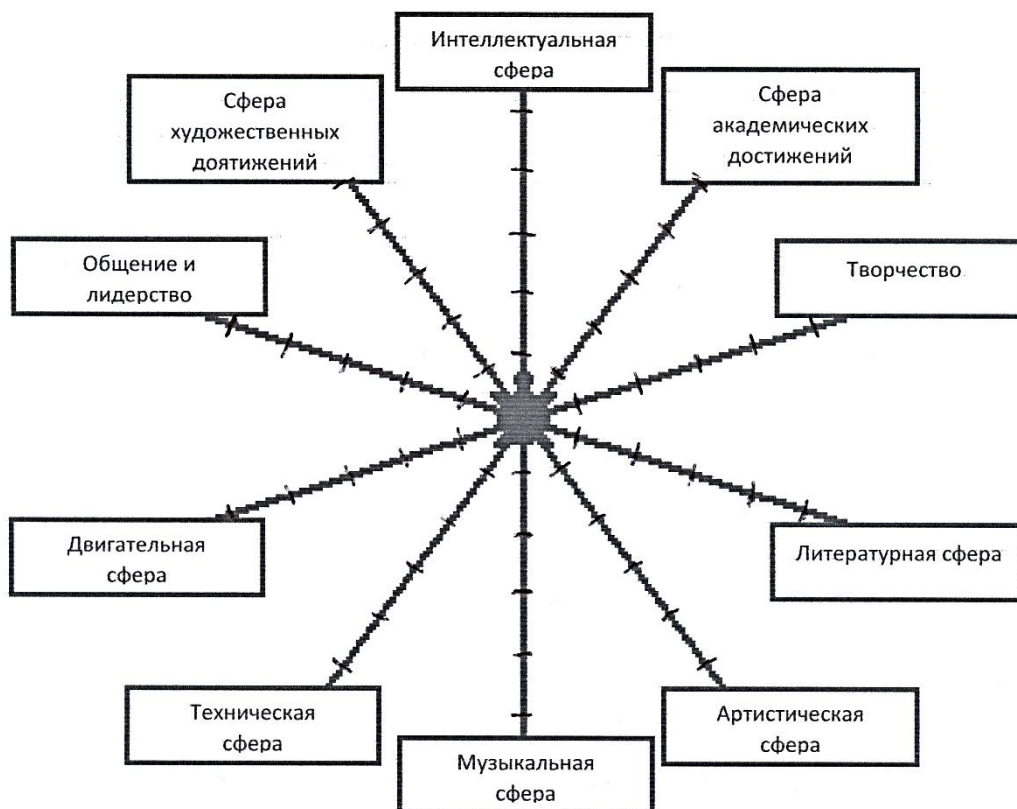 Интеллектуальная
сфера
Сфера
художественных
доятижений
Сфера
академических
достижений
Общение и
лидерство
Творчество
Двигательная
сфера
Литературная сфера
Техническая
сфера
Музыкальная
сфера
Артистическая
сфера